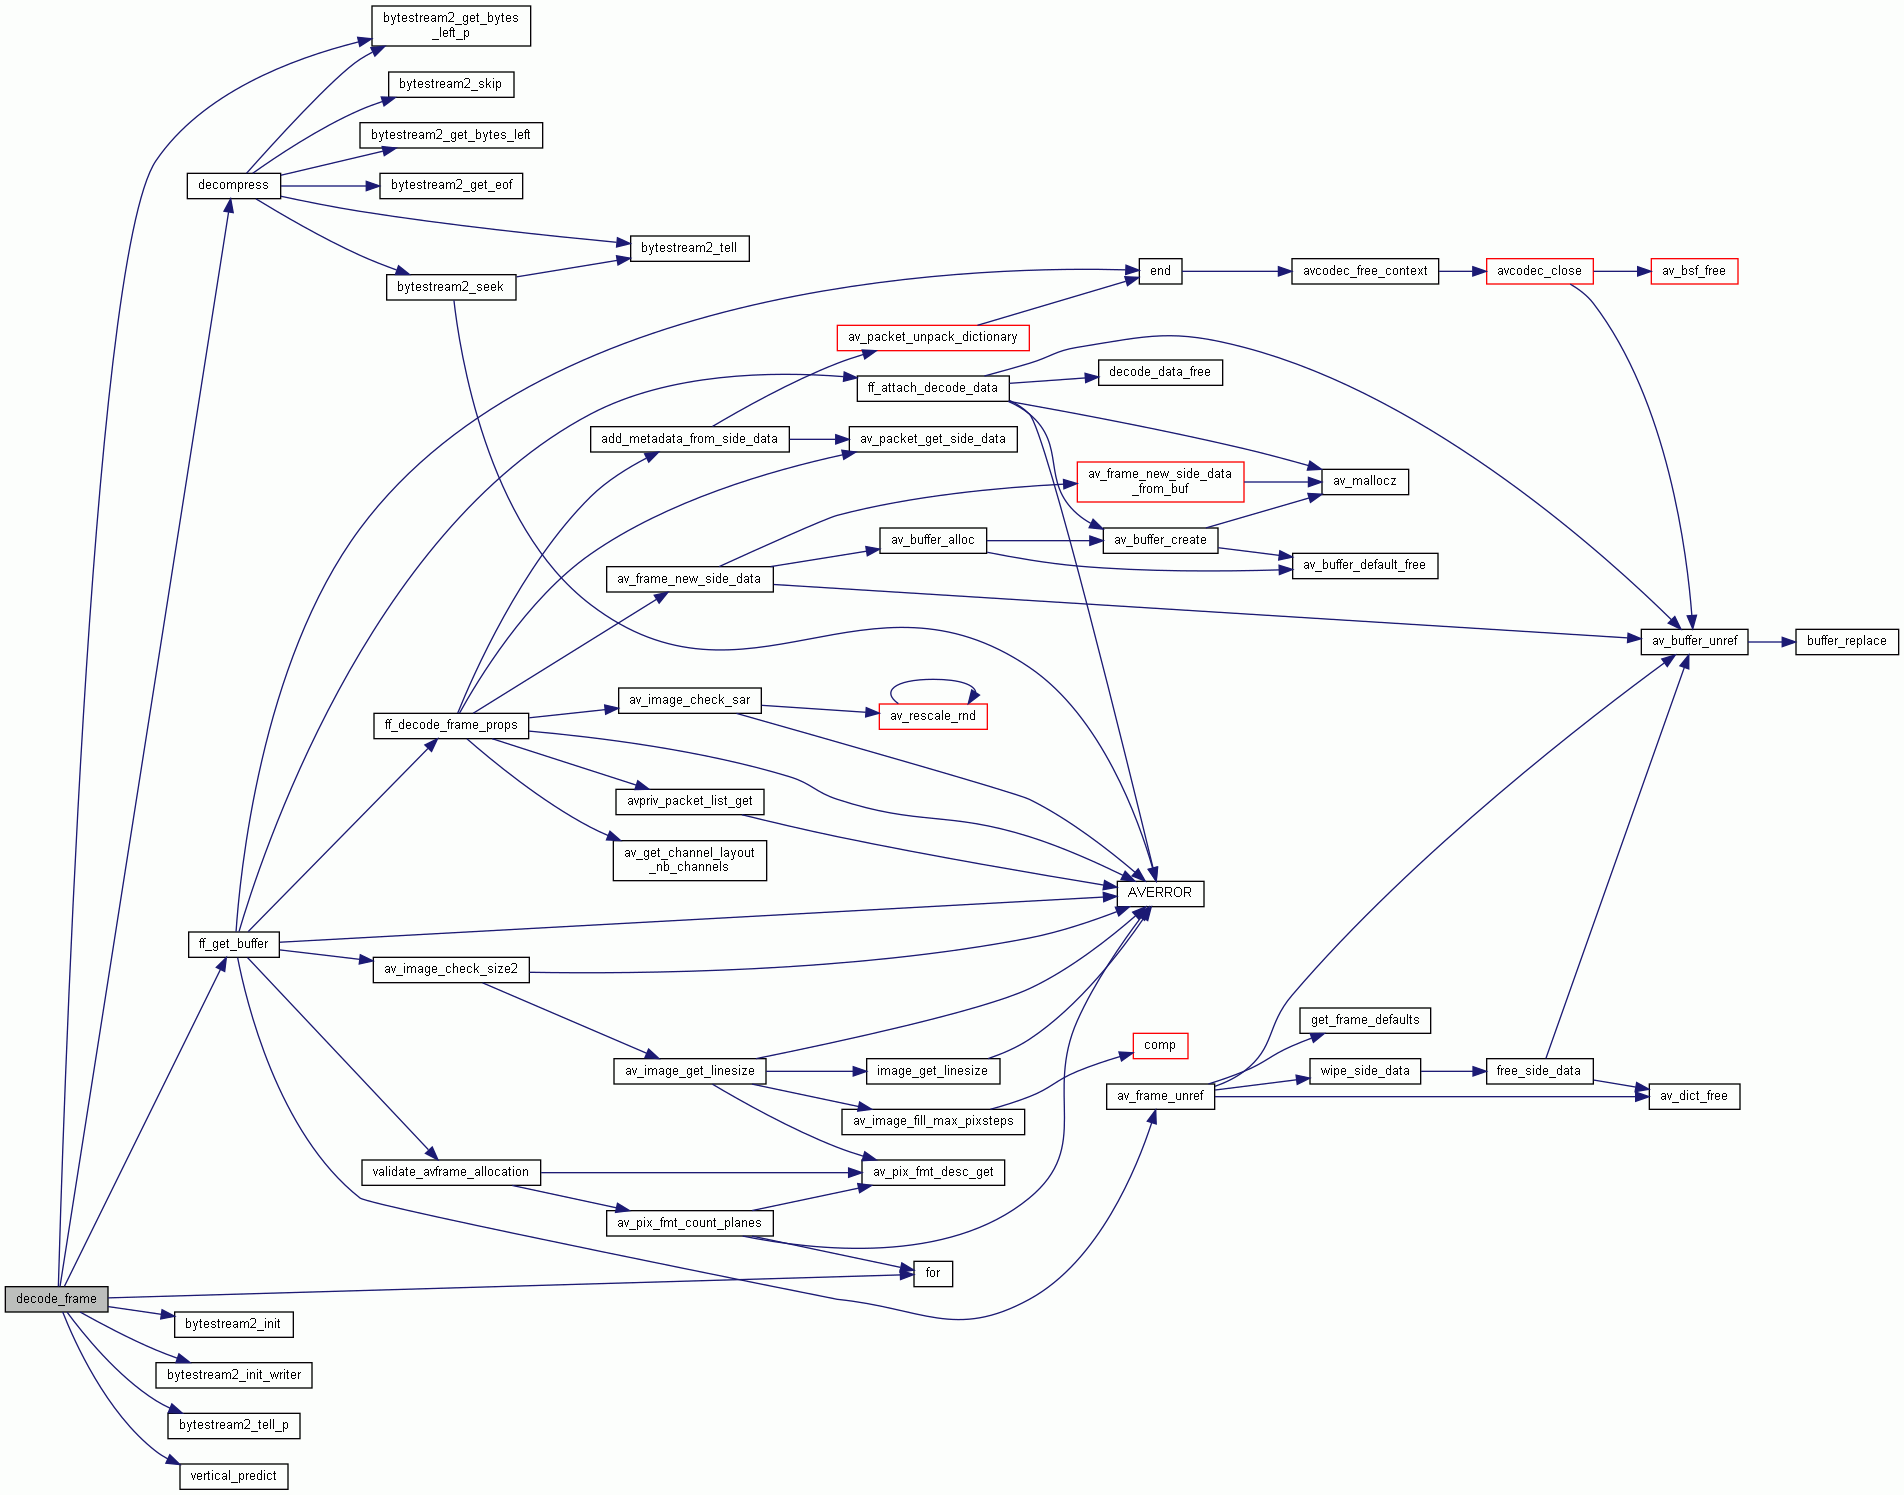 bytestream2_get_bytes
_left_p
bytestream2_skip
bytestream2_get_bytes_left
decompress
bytestream2_get_eof
bytestream2_tell
bytestream2_seek
end
avcodec_free_context
avcodec_close
av_bsf_free
av_packet_unpack_dictionary
ff_attach_decode_data
decode_data_free
add_metadata_from_side_data
av_packet_get_side_data
av_frame_new_side_data
_from_buf
av_mallocz
av_buffer_alloc
av_buffer_create
av_buffer_default_free
av_frame_new_side_data
av_buffer_unref
buffer_replace
ff_decode_frame_props
av_image_check_sar
av_rescale_rnd
avpriv_packet_list_get
av_get_channel_layout
_nb_channels
AVERROR
ff_get_buffer
av_image_check_size2
get_frame_defaults
comp
av_image_get_linesize
image_get_linesize
wipe_side_data
free_side_data
av_frame_unref
av_dict_free
av_image_fill_max_pixsteps
validate_avframe_allocation
av_pix_fmt_desc_get
av_pix_fmt_count_planes
for
decode_frame
bytestream2_init
bytestream2_init_writer
bytestream2_tell_p
vertical_predict